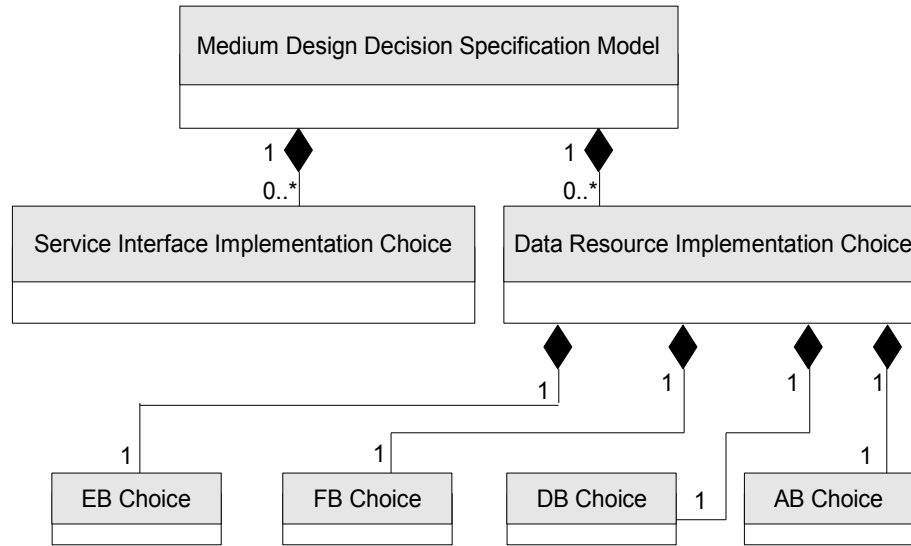 Medium Design Decision Specification Model
1 1
0..* 0..*
Service Interface Implementation Choice Data Resource Implementation Choice
1 1 1 1
1 1 1 1
EB Choice FB Choice DB Choice AB Choice